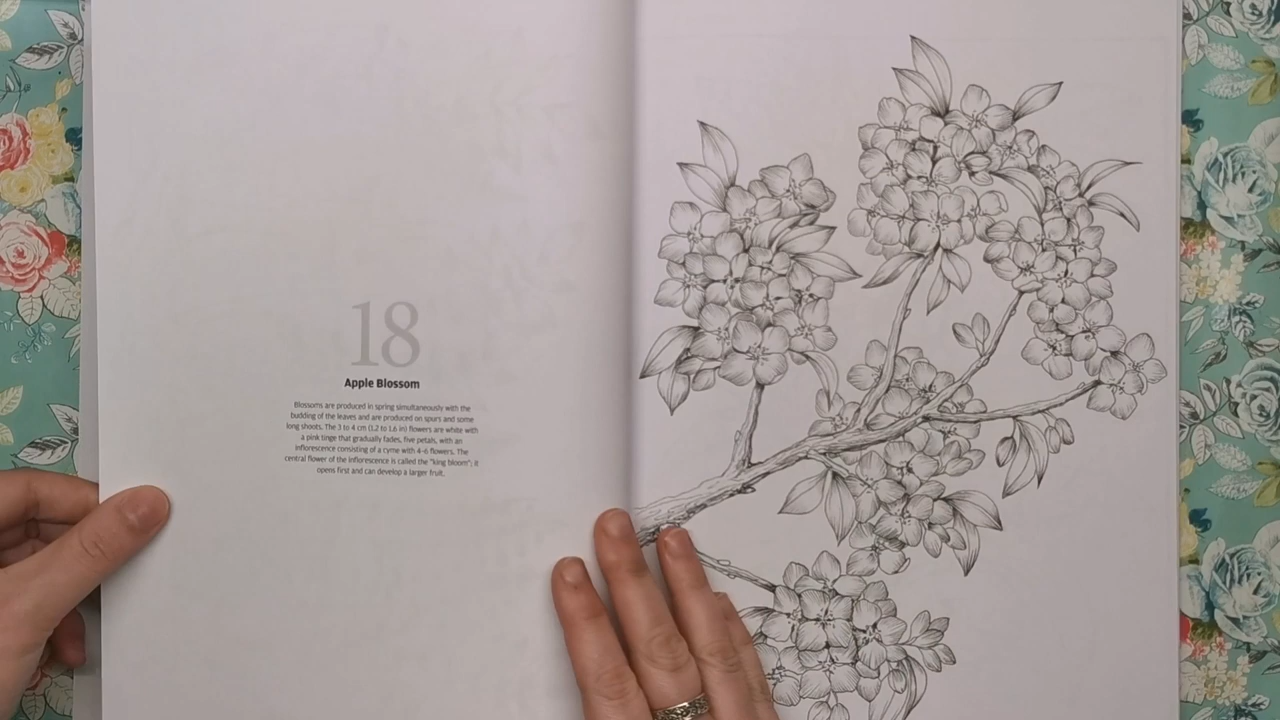 18
Apple Blossom
Blossoms are produced in spring simultaneously with the
budding of the leaves and are produced on spurs and some
long shoots. The 3 to 4 cm (1.2 to 1.6 in) flowers are white with
a pink tinge that gradually fades, five petals, with an
inflorescence consisting of a cyme with 4–6 flowers. The
central flower of the inflorescence is called the "king bloom"; it
opens first and can develop a larger fruit.